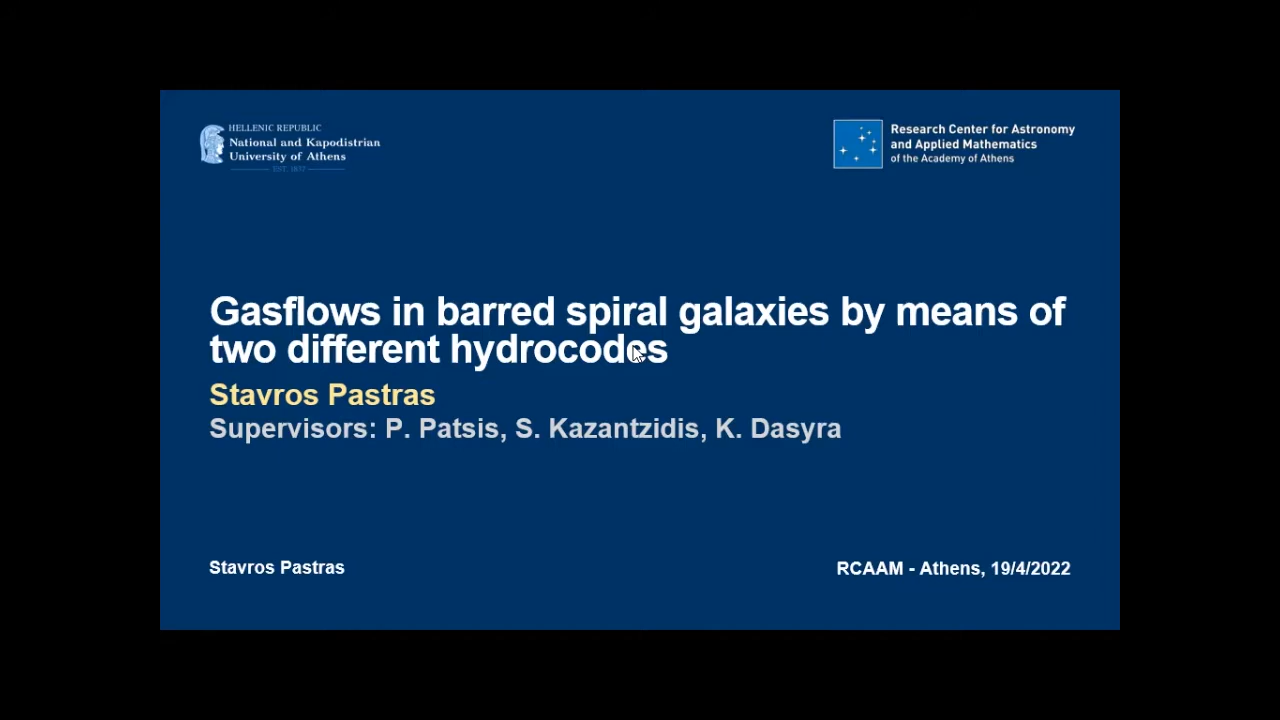 HELLENIC REPUBLIC
National and Kapodistrian
University of Athens
EST. 1837
Research Center for Astronomy
and Applied Mathematics
of the Academy of Athens
Gasflows in barred spiral galaxies by means of
two different hydrocodes
Stavros Pastras
Supervisors: P. Patsis, S. Kazantzidis, K. Dasyra
Stavros Pastras
RCAAM - Athens, 19/4/2022